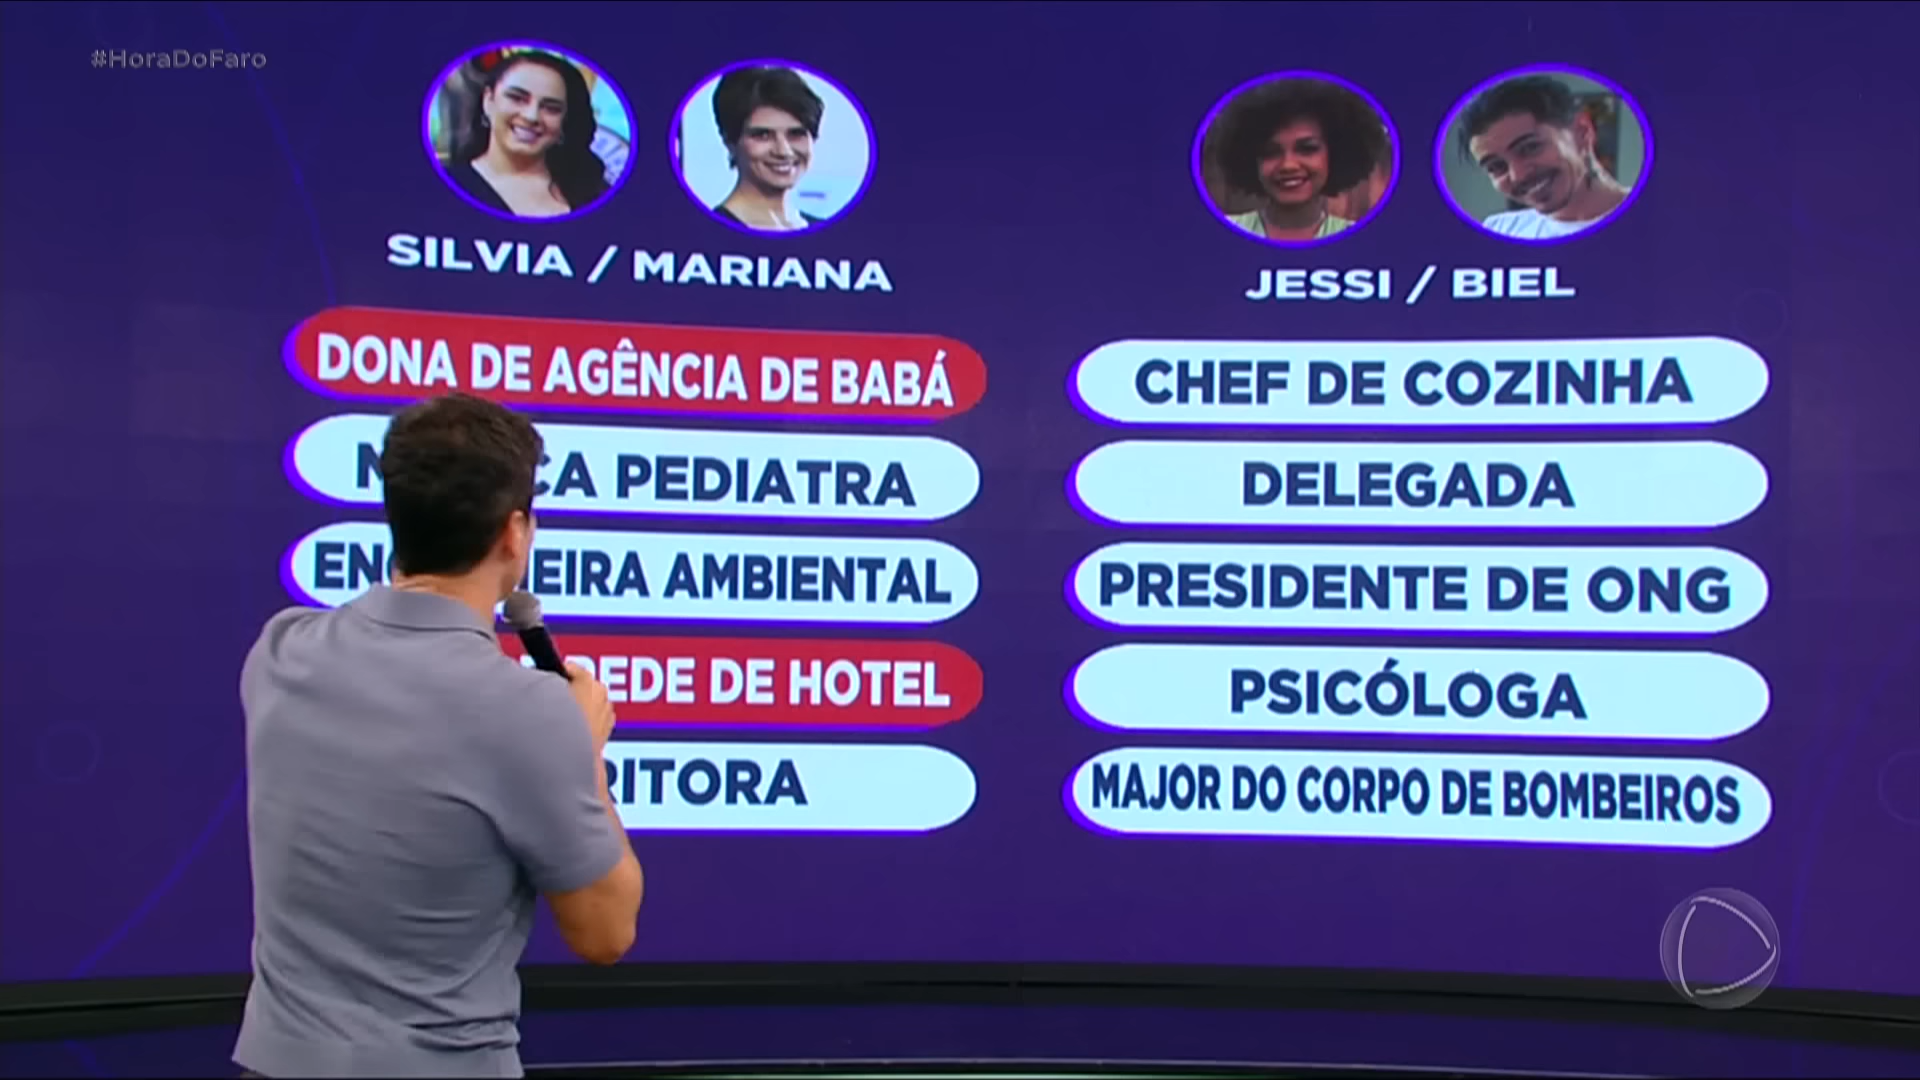 #HoraDoFaro
SILVIA / MARIANA
DONA DE AGÊNCIA DE BABÁ
PEDIATRA
AMBIENTAL
REDE DE HOTEL
JESSI / BIEL
CHEF DE COZINHA
DELEGADA
PRESIDENTE DE ONG
PSICÓLOGA
MAJOR DO CORPO DE BOMBEIROS